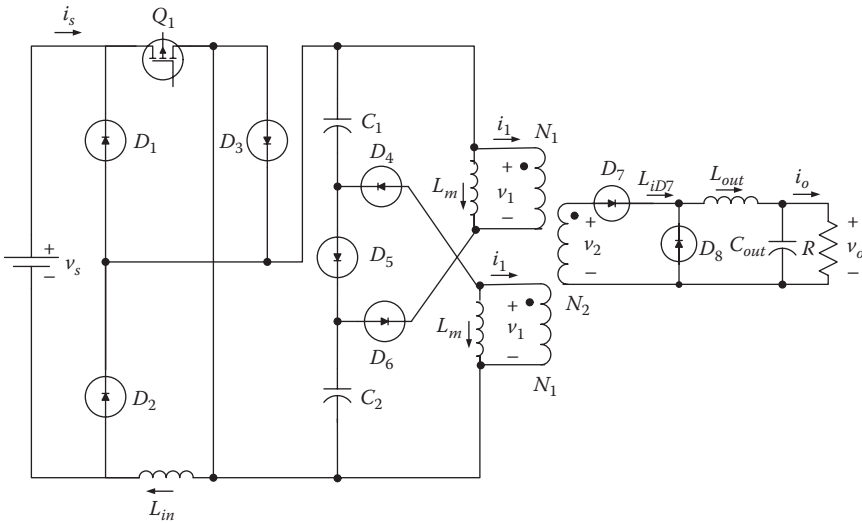 i_s
Q_1
D_1
D_3
C_1
D_4
i_1
N_1
L_m
+
v_1
−
D_7
L_iD7
L_out
i_o
+
v_2
−
D_8
C_out
R
+
v_o
−
+
v_s
−
D_5
i_1
N_2
L_m
+
v_1
−
D_6
N_1
D_2
C_2
L_in